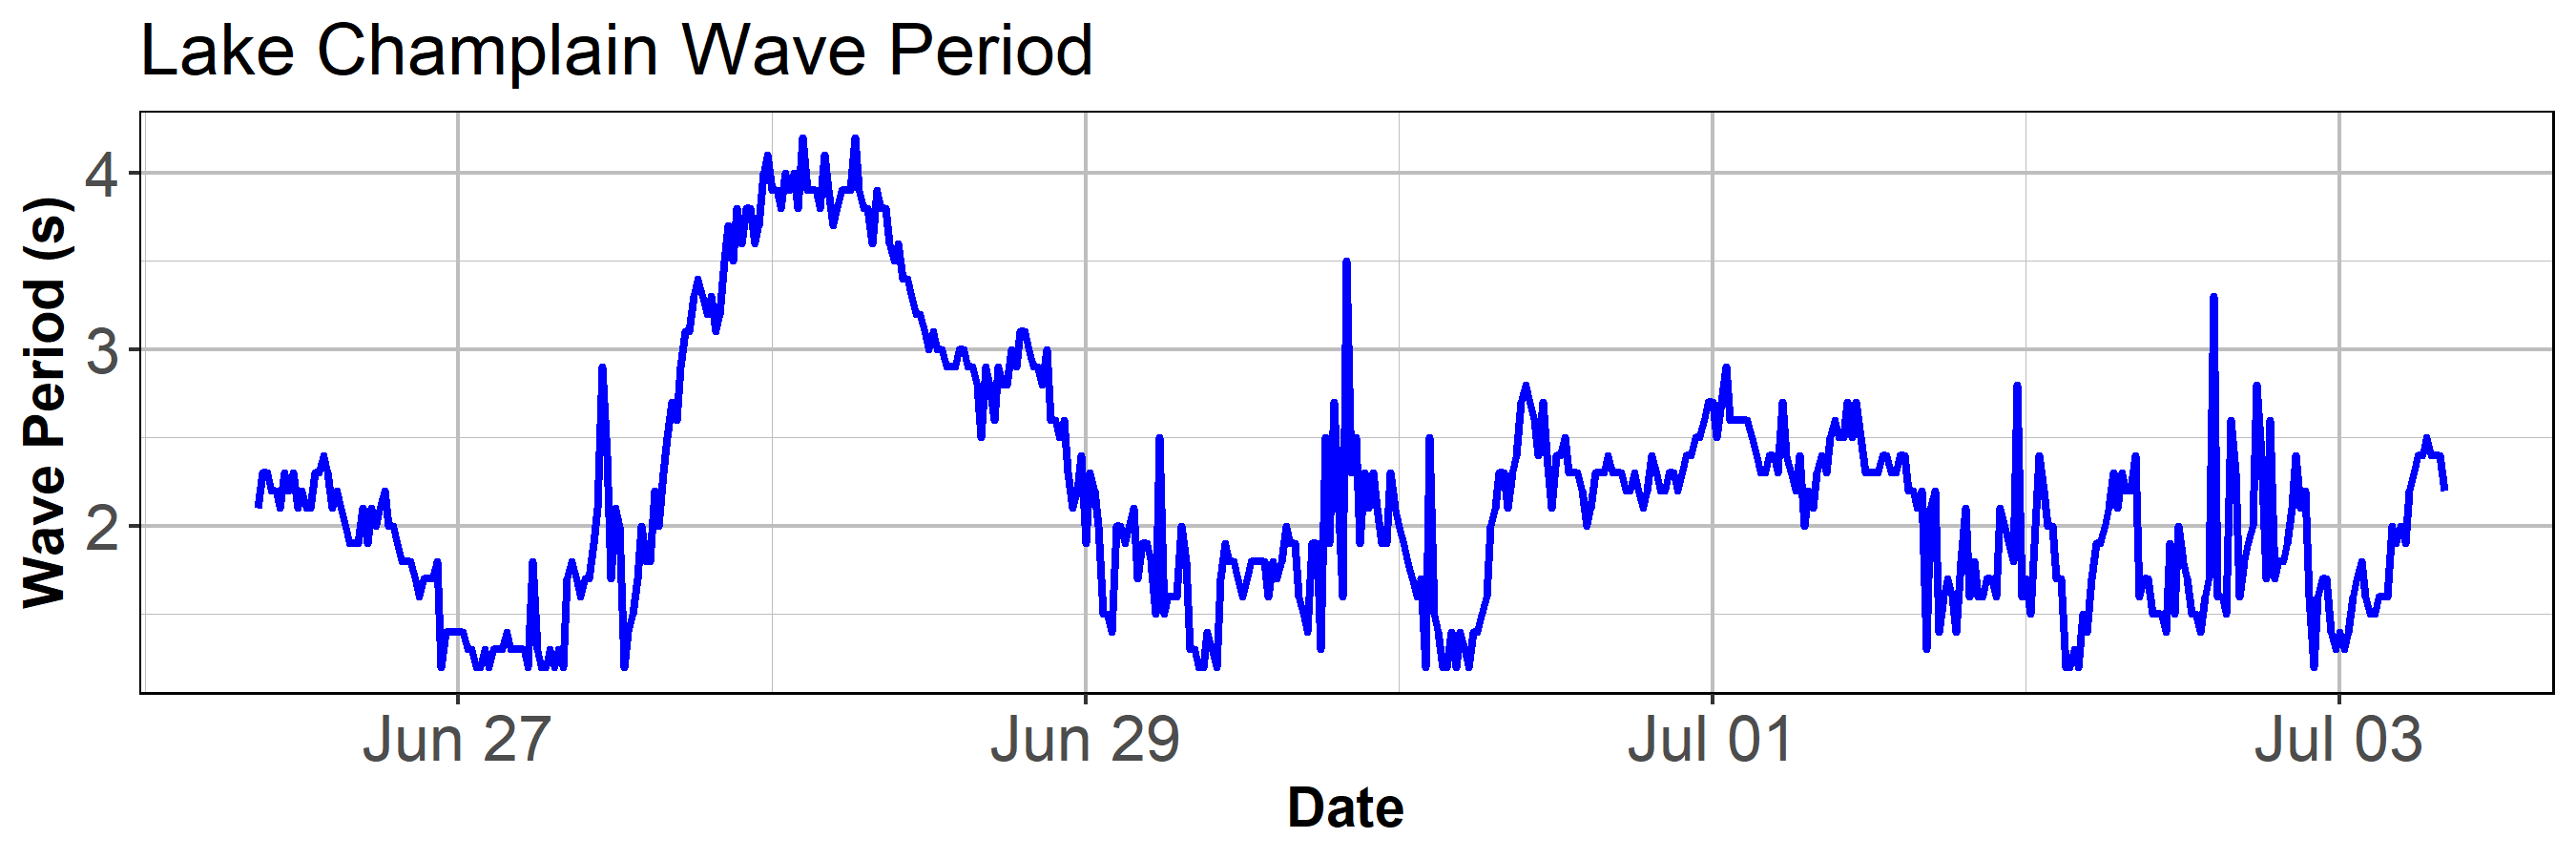 Lake Champlain Wave Period
Wave Period (s)
4
3
2
Jun 27 Jun 29 Jul 01 Jul 03
Date